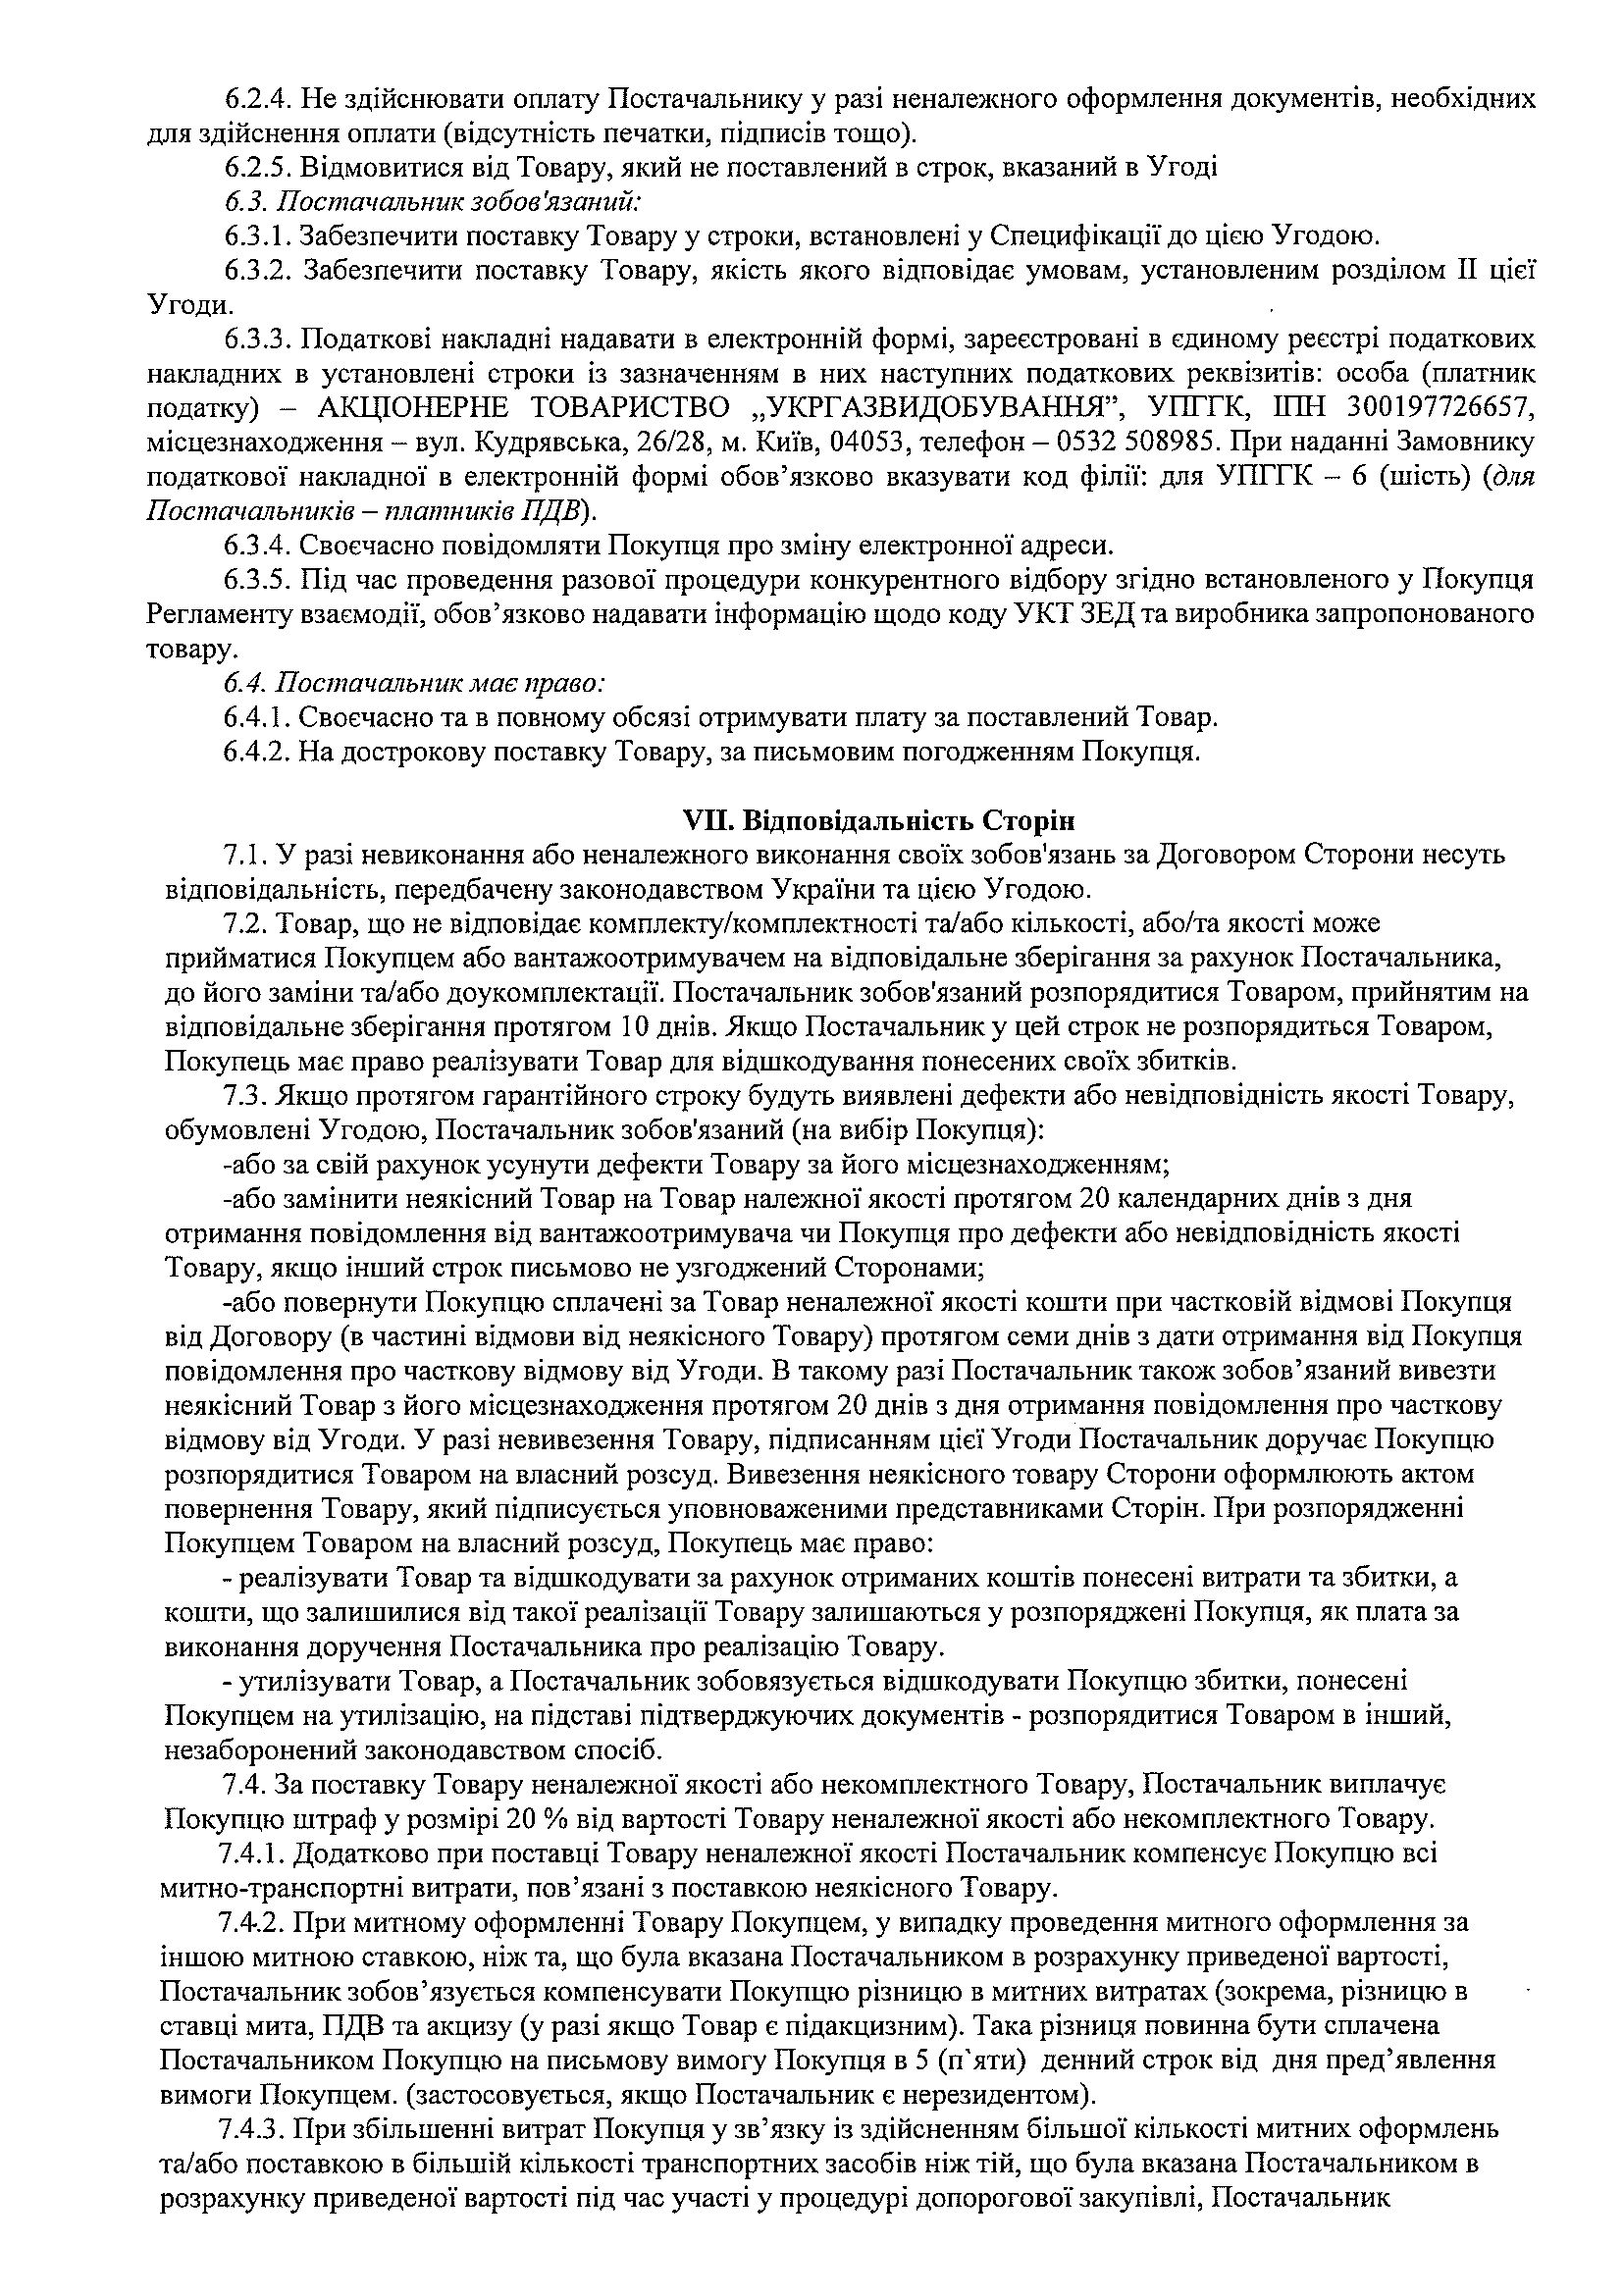 6.2.4. Не здійснювати оплату Постачальнику у разі неналежного оформлення документів, необхідних
для здійснення оплати (відсутність печатки, підписів тощо).
6.2.5. Відмовитися від Товару, який не поставлений в строк, вказаний в Угоді
6.3. Постачальник зобов'язаний:
6.3.1. Забезпечити поставку Товару у строки, встановлені у Специфікації до цією Угодою.
6.3.2. Забезпечити поставку Товару, якість якого відповідає умовам, установленим розділом ІІ цієї
Угоди.
6.3.3. Податкові накладні надавати в електронній формі, зареєстровані в єдиному реєстрі податкових
накладних в установлені строки із зазначенням в них наступних податкових реквізитів: особа (платник
податку) – АКЦІОНЕРНЕ ТОВАРИСТВО „УКРГАЗВИДОБУВАННЯ”, УПГГК, ІПН 300197726657,
місцезнаходження – вул. Кудрявська, 26/28, м. Київ, 04053, телефон – 0532 508985. При наданні Замовнику
податкової накладної в електронній формі обов’язково вказувати код філії: для УПГГК – 6 (шість) (для
Постачальників – платників ПДВ).
6.3.4. Своєчасно повідомляти Покупця про зміну електронної адреси.
6.3.5. Під час проведення разової процедури конкурентного відбору згідно встановленого у Покупця
Регламенту взаємодії, обов’язково надавати інформацію щодо коду УКТ ЗЕД та виробника запропонованого
товару.
6.4. Постачальник має право:
6.4.1. Своєчасно та в повному обсязі отримувати плату за поставлений Товар.
6.4.2. На дострокову поставку Товару, за письмовим погодженням Покупця.
VII. Відповідальність Сторін
7.1. У разі невиконання або неналежного виконання своїх зобов'язань за Договором Сторони несуть
відповідальність, передбачену законодавством України та цією Угодою.
7.2. Товар, що не відповідає комплекту/комплектності та/або кількості, або/та якості може
прийматися Покупцем або вантажоотримувачем на відповідальне зберігання за рахунок Постачальника,
до його заміни та/або доукомплектації. Постачальник зобов'язаний розпорядитися Товаром, прийнятим на
відповідальне зберігання протягом 10 днів. Якщо Постачальник у цей строк не розпорядиться Товаром,
Покупець має право реалізувати Товар для відшкодування понесених своїх збитків.
7.3. Якщо протягом гарантійного строку будуть виявлені дефекти або невідповідність якості Товару,
обумовлені Угодою, Постачальник зобов'язаний (на вибір Покупця):
-або за свій рахунок усунути дефекти Товару за його місцезнаходженням;
-або замінити неякісний Товар на Товар належної якості протягом 20 календарних днів з дня
отримання повідомлення від вантажоотримувача чи Покупця про дефекти або невідповідність якості
Товару, якщо інший строк письмово не узгоджений Сторонами;
-або повернути Покупцю сплачені за Товар неналежної якості кошти при частковій відмові Покупця
від Договору (в частині відмови від неякісного Товару) протягом семи днів з дати отримання від Покупця
повідомлення про часткову відмову від Угоди. В такому разі Постачальник також зобов’язаний вивезти
неякісний Товар з його місцезнаходження протягом 20 днів з дня отримання повідомлення про часткову
відмову від Угоди. У разі невивезення Товару, підписанням цієї Угоди Постачальник доручає Покупцю
розпорядитися Товаром на власний розсуд. Вивезення неякісного товару Сторони оформлюють актом
повернення Товару, який підписується уповноваженими представниками Сторін. При розпорядженні
Покупцем Товаром на власний розсуд, Покупець має право:
- реалізувати Товар та відшкодувати за рахунок отриманих коштів понесені витрати та збитки, а
кошти, що залишилися від такої реалізації Товару залишаються у розпоряджені Покупця, як плата за
виконання доручення Постачальника про реалізацію Товару.
- утилізувати Товар, а Постачальник зобовязується відшкодувати Покупцю збитки, понесені
Покупцем на утилізацію, на підставі підтверджуючих документів - розпорядитися Товаром в інший,
незаборонений законодавством спосіб.
7.4. За поставку Товару неналежної якості або некомплектного Товару, Постачальник виплачує
Покупцю штраф у розмірі 20 % від вартості Товару неналежної якості або некомплектного Товару.
7.4.1. Додатково при поставці Товару неналежної якості Постачальник компенсує Покупцю всі
митно-транспортні витрати, пов’язані з поставкою неякісного Товару.
7.4.2. При митному оформленні Товару Покупцем, у випадку проведення митного оформлення за
іншою митною ставкою, ніж та, що була вказана Постачальником в розрахунку приведеної вартості,
Постачальник зобов’язується компенсувати Покупцю різницю в митних витратах (зокрема, різницю в
ставці мита, ПДВ та акцизу (у разі якщо Товар є підакцизним). Така різниця повинна бути сплачена
Постачальником Покупцю на письмову вимогу Покупця в 5 (п`яти) денний строк від дня пред’явлення
вимоги Покупцем. (застосовується, якщо Постачальник є нерезидентом).
7.4.3. При збільшенні витрат Покупця у зв’язку із здійсненням більшої кількості митних оформлень
та/або поставкою в більшій кількості транспортних засобів ніж тій, що була вказана Постачальником в
розрахунку приведеної вартості під час участі у процедурі допорогової закупівлі, Постачальник